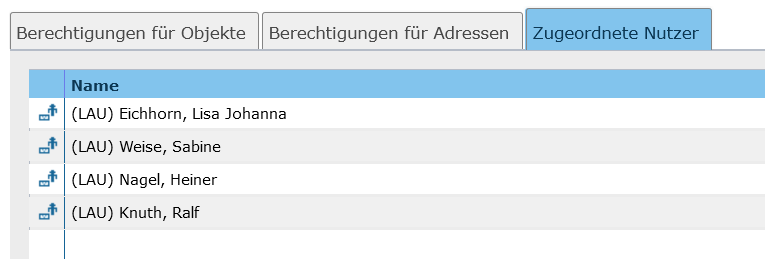 Berechtigungen für Objekte Berechtigungen für Adressen Zugeordnete Nutzer
Name
(LAU) Eichhorn, Lisa Johanna
(LAU) Weise, Sabine
(LAU) Nagel, Heiner
(LAU) Knuth, Ralf